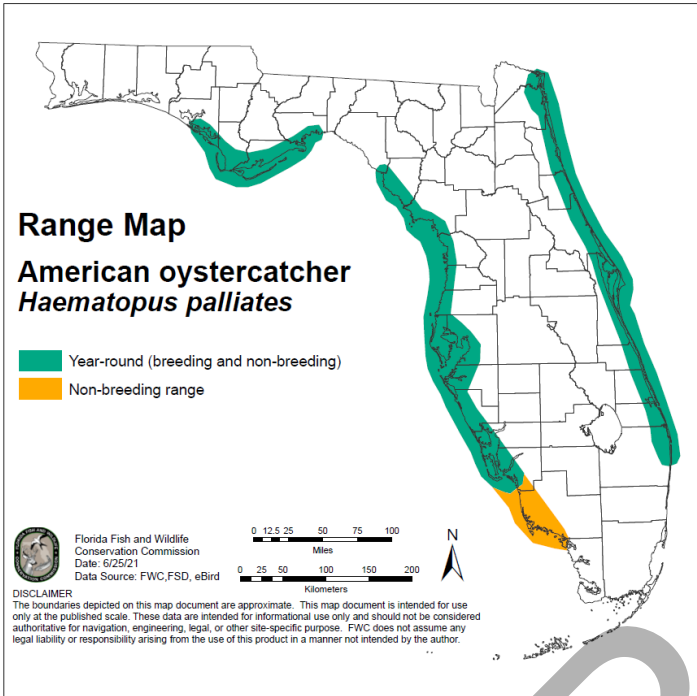 Range Map
American oystercatcher
Haematopus palliates
Year-round (breeding and non-breeding)
Non-breeding range
Florida Fish and Wildlife
Conservation Commission
Date: 6/25/21
Data Source: FWC,FSD, eBird
0 12.5 25 50 75 100
Miles
0 25 50 100 150 200
Kilometers
N
DISCLAIMER
The boundaries depicted on this map document are approximate. This map document is intended for use
only at the published scale. These data are intended for informational use only and should not be considered
authoritative for navigation, engineering, legal, or other site-specific purpose. FWC does not assume any
legal liability or responsibility arising from the use of this product in a manner not intended by the author.